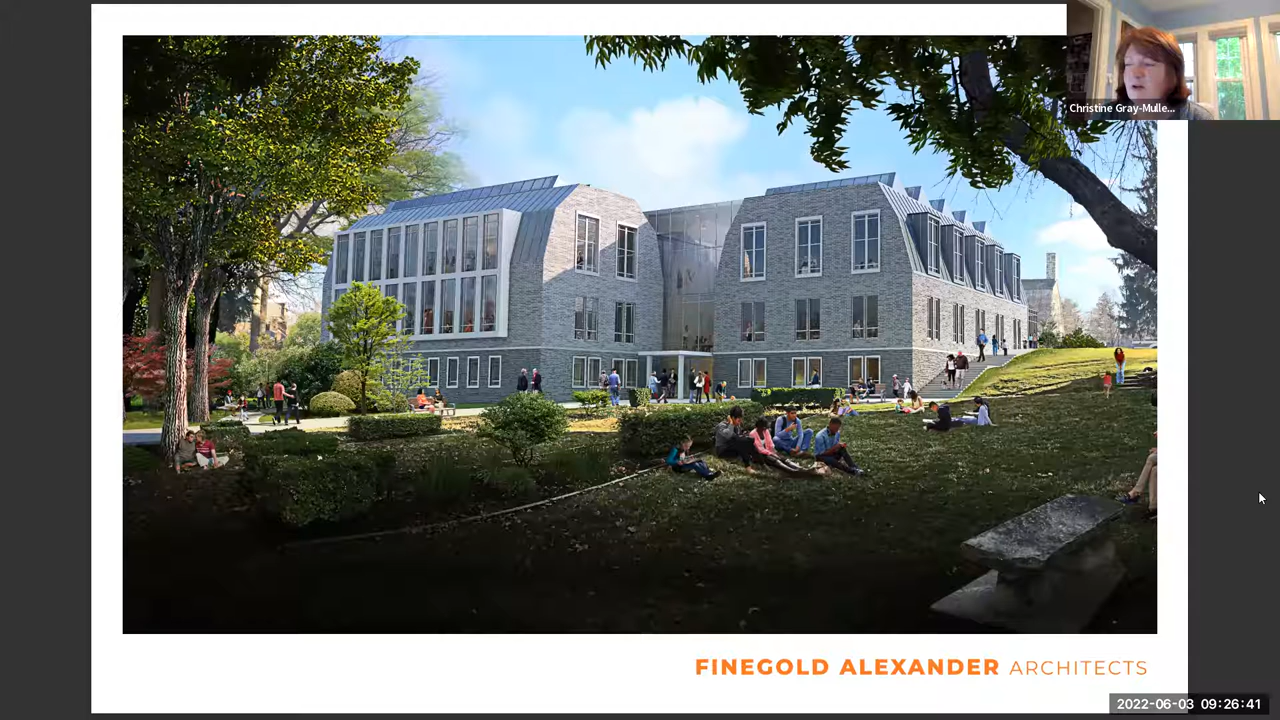 Christine Gray-Mulle...
FINEGOLD ALEXANDER ARCHITECTS
2022-06-03 09:26:41